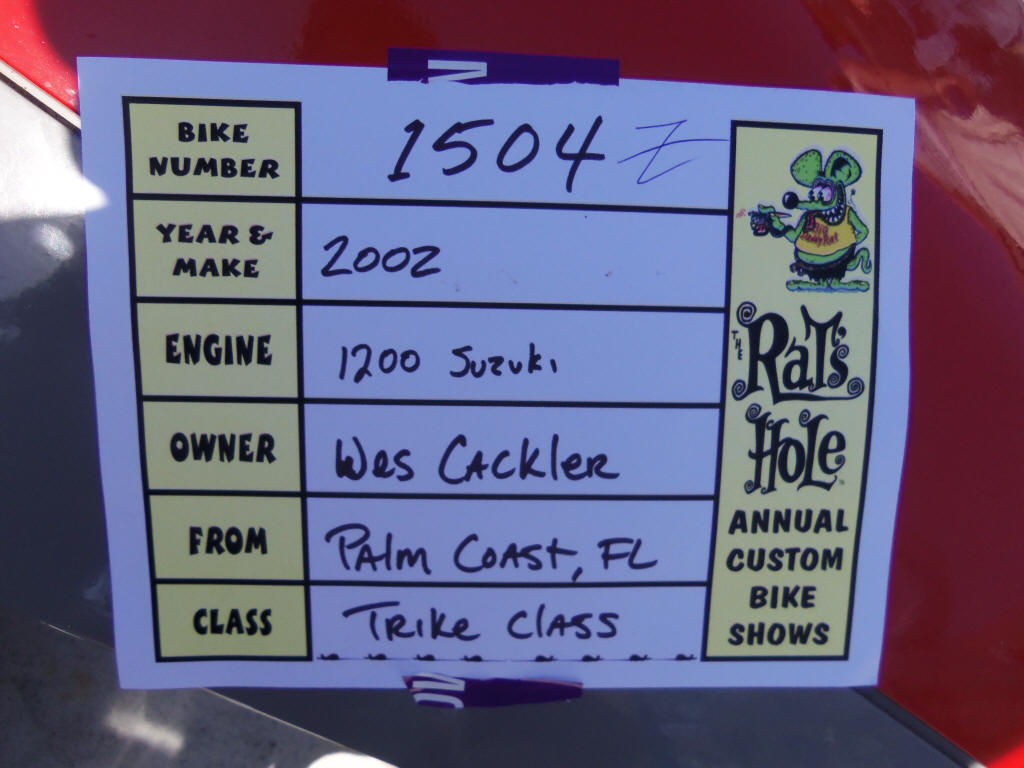 BIKE NUMBER 1504 Z
YEAR & MAKE 2002
ENGINE 1200 Suzuki
OWNER Wes Cackler
FROM Palm Coast, FL
CLASS Trike Class
THE
RAT'S
HOLE
ANNUAL
CUSTOM
BIKE
SHOWS